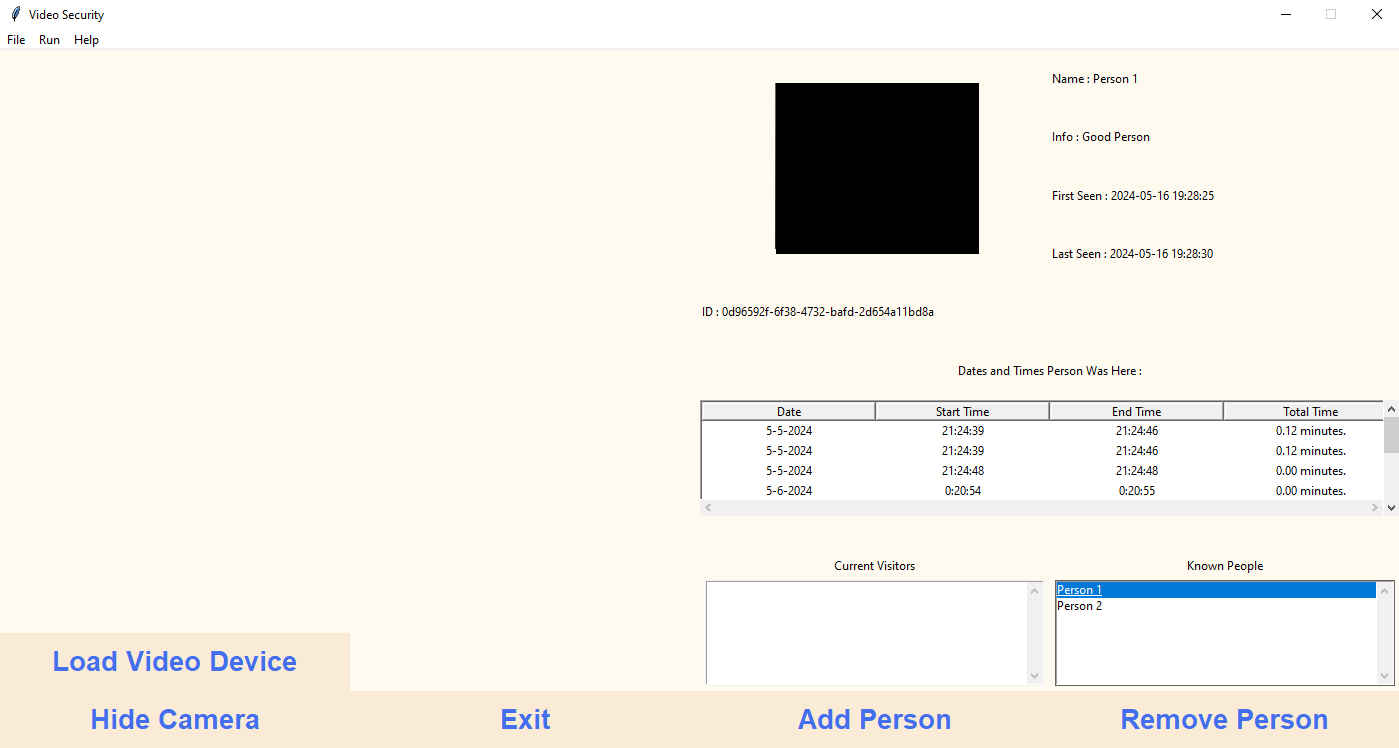 Video Security
File Run Help
Name : Person 1
Info : Good Person
First Seen : 2024-05-16 19:28:25
Last Seen : 2024-05-16 19:28:30
ID : 0d96592f-6f38-4732-bafd-2d654a11bd8a
Dates and Times Person Was Here :
Date Start Time End Time Total Time
5-5-2024 21:24:39 21:24:46 0.12 minutes.
5-5-2024 21:24:39 21:24:46 0.12 minutes.
5-5-2024 21:24:48 21:24:48 0.00 minutes.
5-6-2024 0:20:54 0:20:55 0.00 minutes.
Current Visitors
Known People
Person 1
Person 2
Load Video Device
Hide Camera
Exit
Add Person
Remove Person